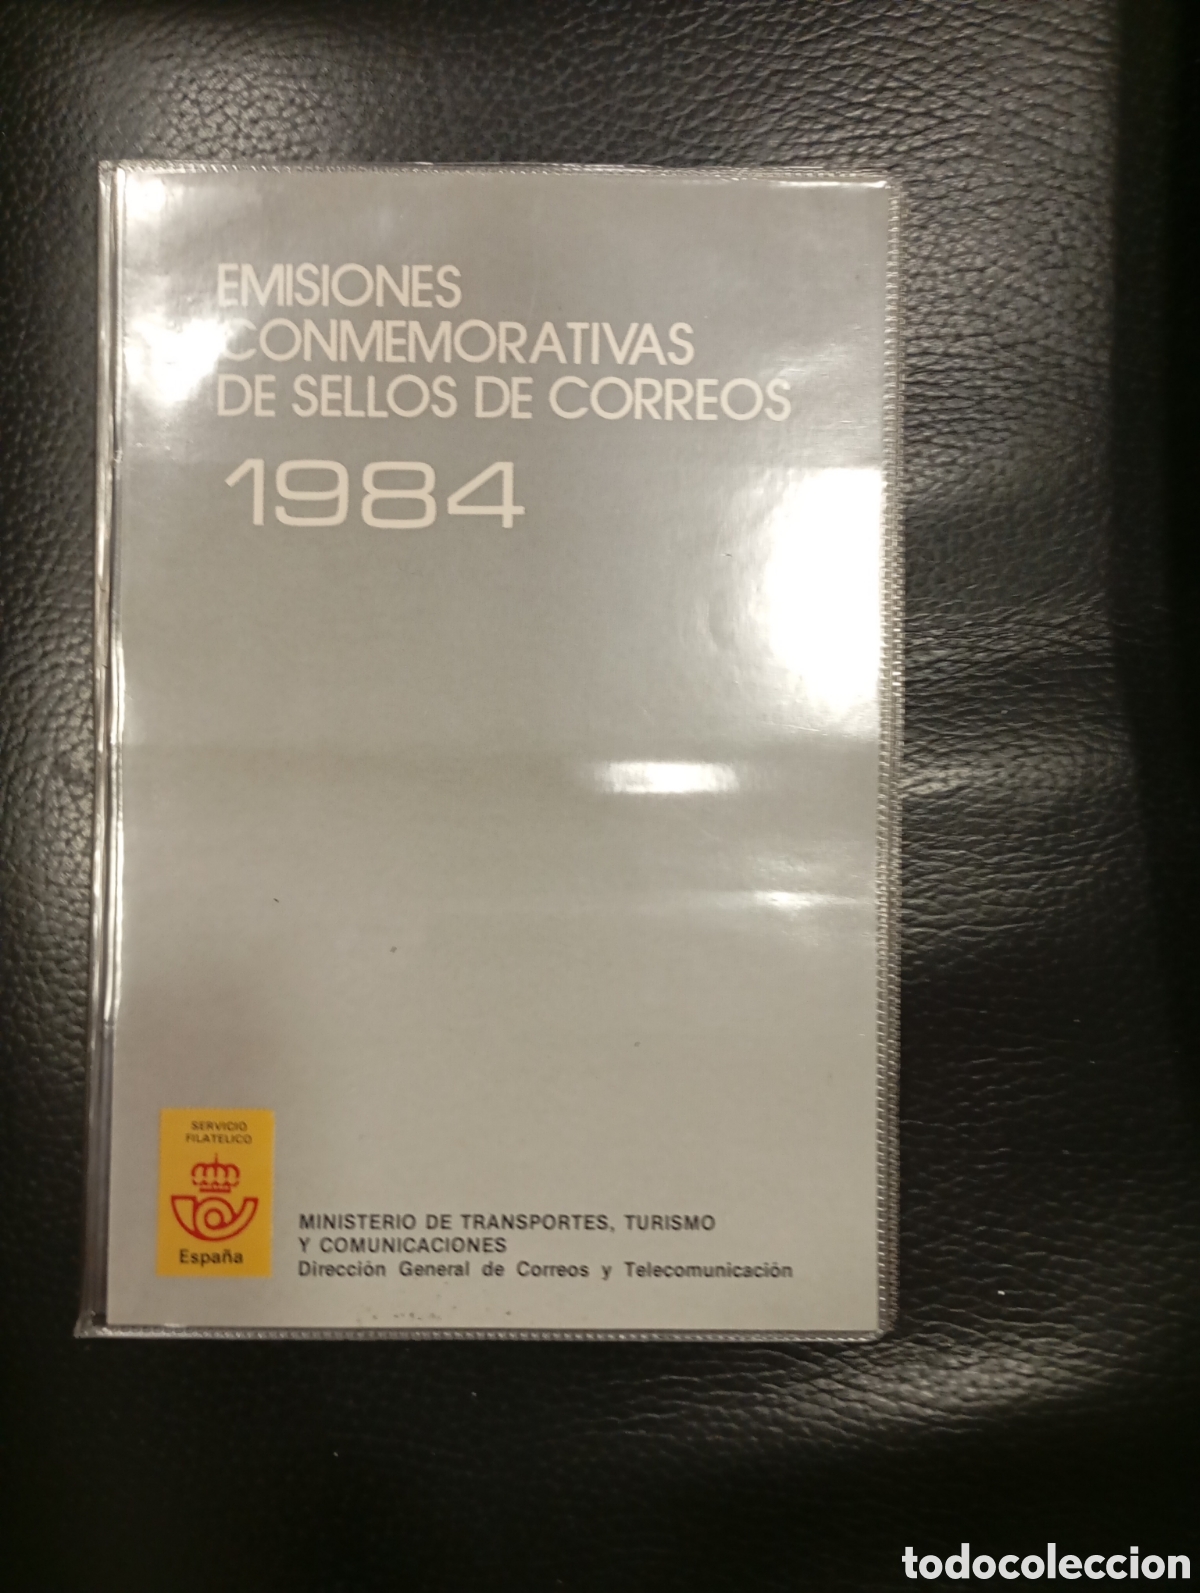 EMISIONES
CONMEMORATIVAS
DE SELLOS DE CORREOS
1984
SERVICIO
FILATELICO
España
MINISTERIO DE TRANSPORTES, TURISMO
Y COMUNICACIONES
Dirección General de Correos y Telecomunicación
todocoleccion